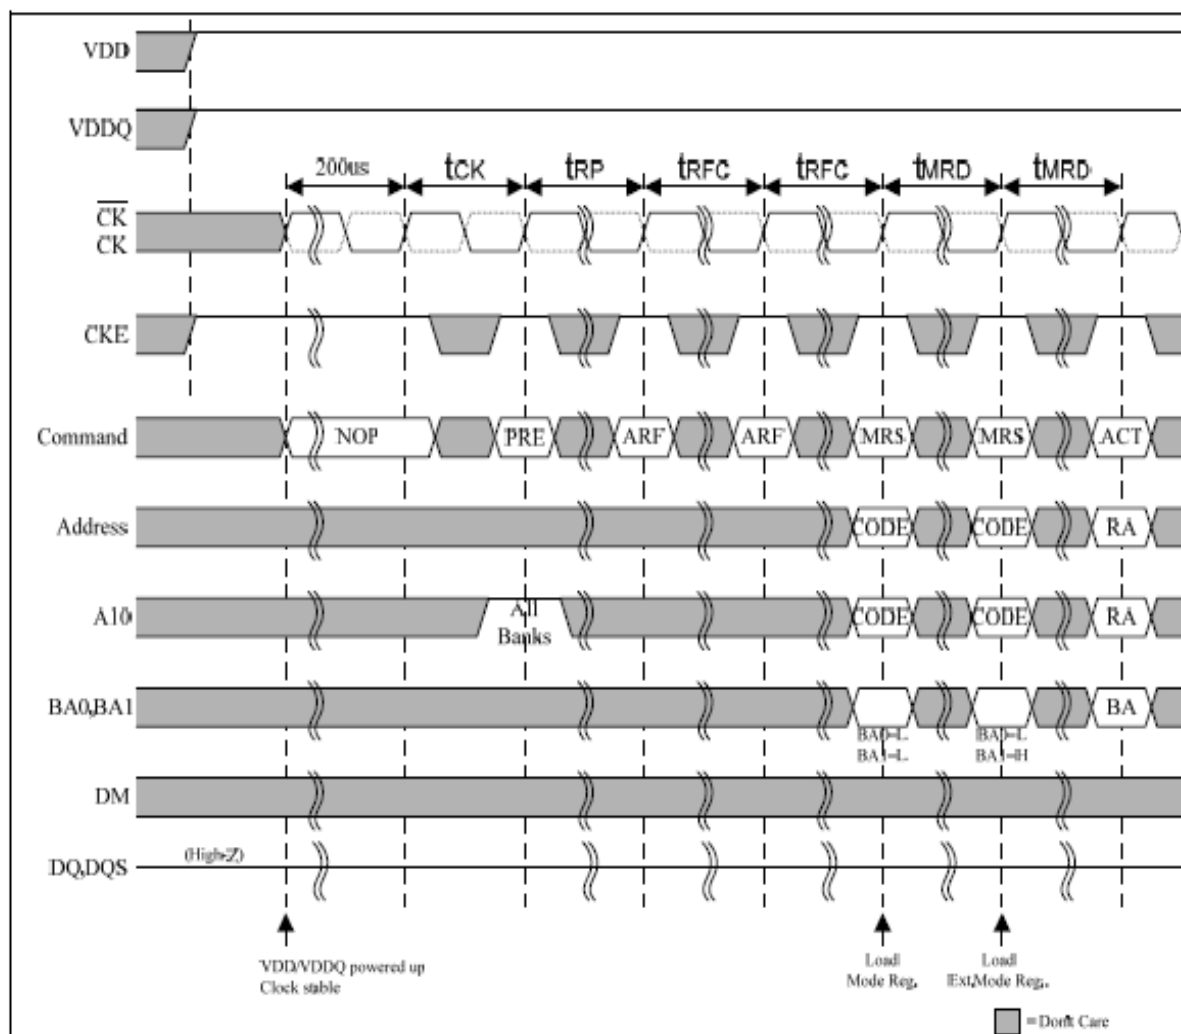 VDD
VDDQ
200us tCK tRP tRFC tRFC tMRD tMRD
CK
CK
CKE
Command NOP PRE ARF ARF MRS MRS ACT
Address CODE CODE RA
A10 All Banks CODE CODE RA
BA0,BA1 BA
BA0=L BA0=L
BA1=L BA1=H
DM
DQ,DQS (High-Z)
VDD/VDDQ powered up
Clock stable
Load
Mode Reg.
Load
Ext.Mode Reg..
=Don't Care